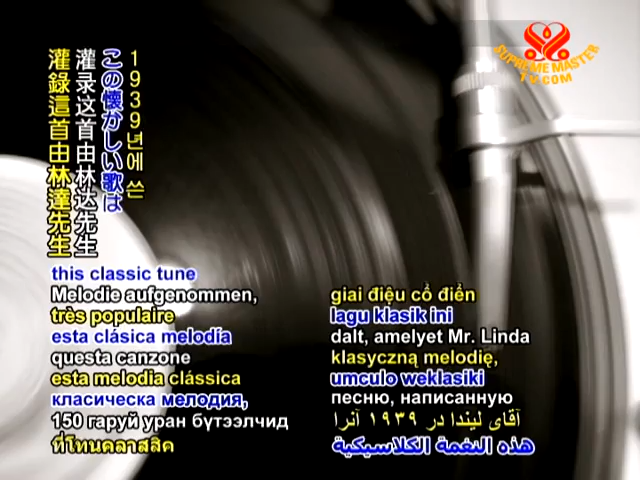 SUPREME MASTER
TV.COM
1939년에 쓴
この懐かしい歌は
灌录这首由林达先生
灌錄這首由林達先生
this classic tune
Melodie aufgenommen,
très populaire
esta clásica melodía
questa canzone
esta melodia clássica
класическа мелодия,
150 гаруй уран бүтээлчид
ที่โทนคลาสสิค
giai điệu cổ điển
lagu klasik ini
dalt, amelyet Mr. Linda
klasyczną melodię,
umculo weklasiki
песню, написанную
آقای لیندا در ۱۹۳۹ آنرا
هذه النغمة الكلاسيكية